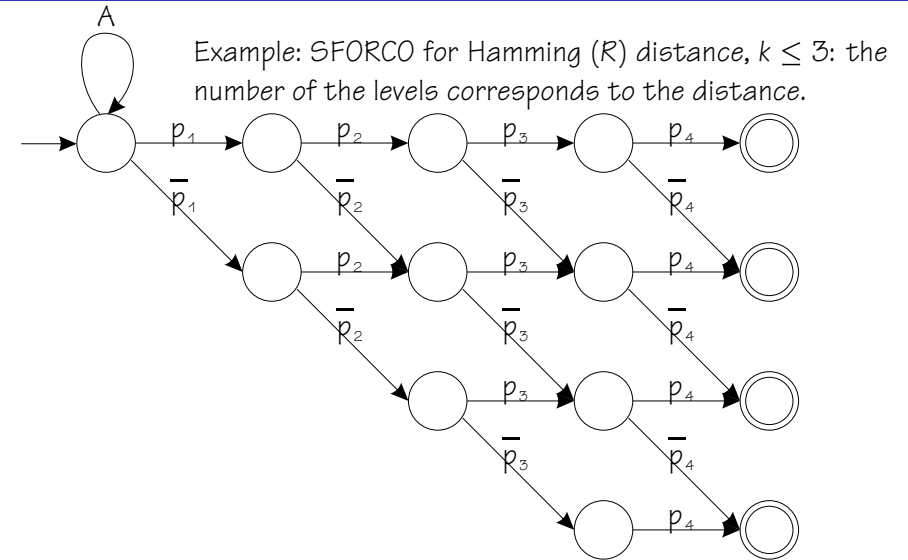 A
Example: SFORCO for Hamming (R) distance, k ≤ 3: the
number of the levels corresponds to the distance.
p₁ p₂ p₃ p₄
p̅₁ p̅₂ p̅₃ p̅₄
p₂ p₃ p₄
p̅₂ p̅₃ p̅₄
p₃ p₄
p̅₃ p̅₄
p₄